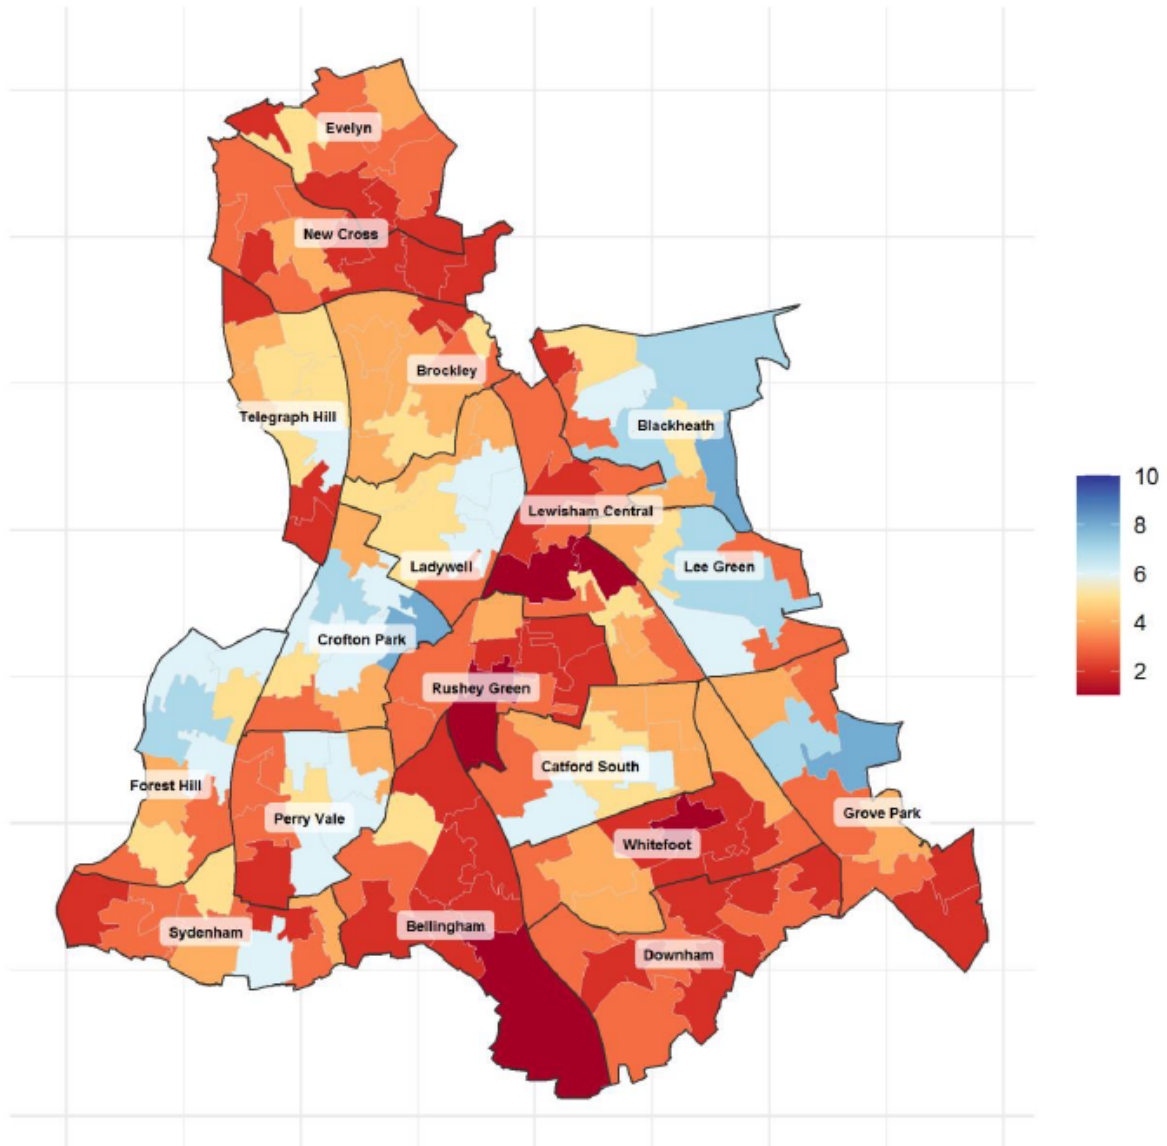 Evelyn
New Cross
Brockley
Telegraph Hill
Blackheath
Lewisham Central
Ladywell
Lee Green
Crofton Park
Rushey Green
Catford South
Forest Hill
Perry Vale
Grove Park
Whitefoot
Bellingham
Sydenham
Downham
10
8
6
4
2